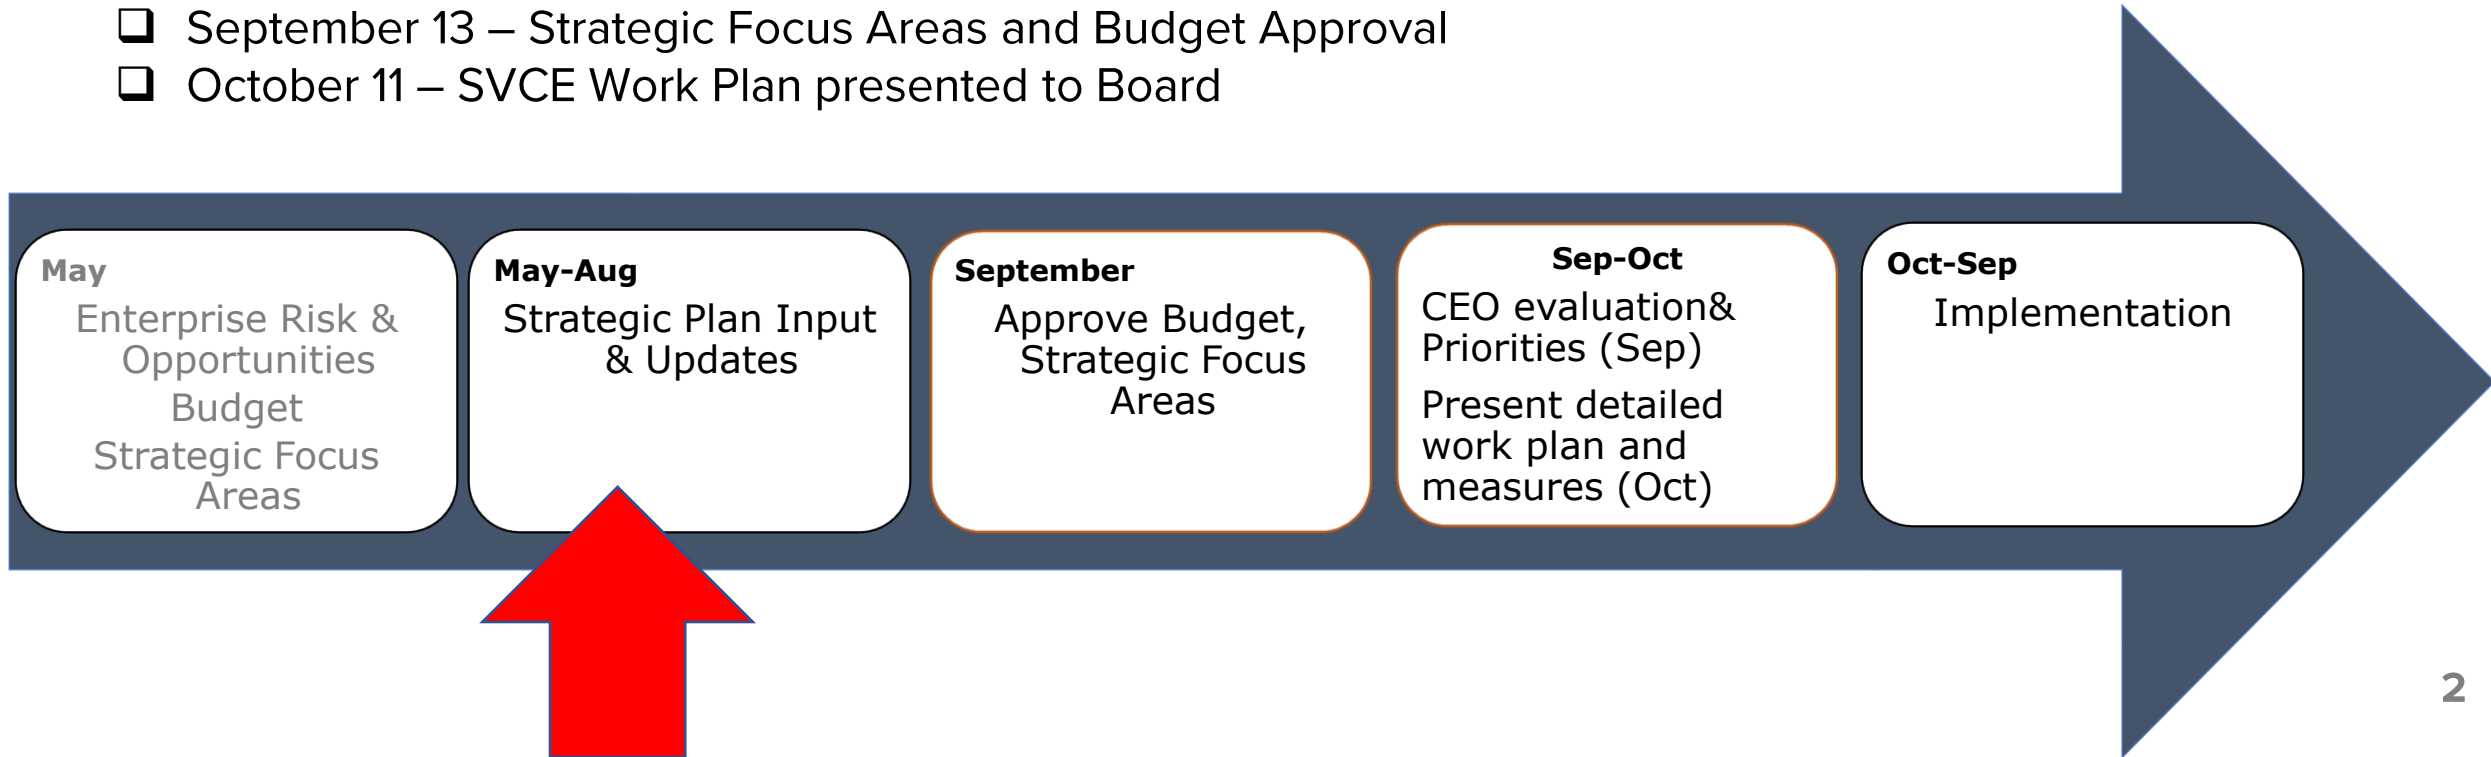 ❑ September 13 – Strategic Focus Areas and Budget Approval
❑ October 11 – SVCE Work Plan presented to Board
May
Enterprise Risk &
Opportunities
Budget
Strategic Focus
Areas
May-Aug
Strategic Plan Input
& Updates
September
Approve Budget,
Strategic Focus
Areas
Sep-Oct
CEO evaluation&
Priorities (Sep)
Present detailed
work plan and
measures (Oct)
Oct-Sep
Implementation
2